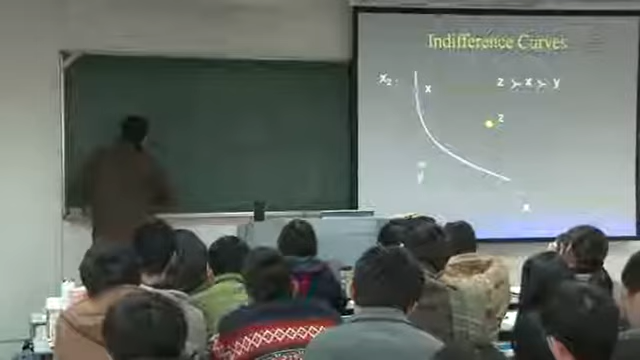 Indifference Curves
x₂
x
z ≻ x ≻ y
z
y
x